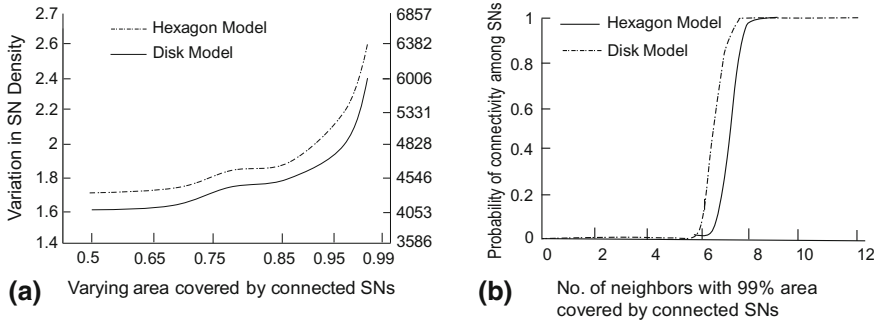 2.7
2.6
2.4
2.2
2
1.8
1.6
1.4
Variation in SN Density
Hexagon Model
Disk Model
6857
6382
6006
5331
4828
4546
4053
3586
0.5 0.65 0.75 0.85 0.95 0.99
(a) Varying area covered by connected SNs
1
0.8
0.6
0.4
0.2
0
Probability of connectivity among SNs
Hexagon Model
Disk Model
0 2 4 6 8 10 12
(b) No. of neighbors with 99% area
covered by connected SNs